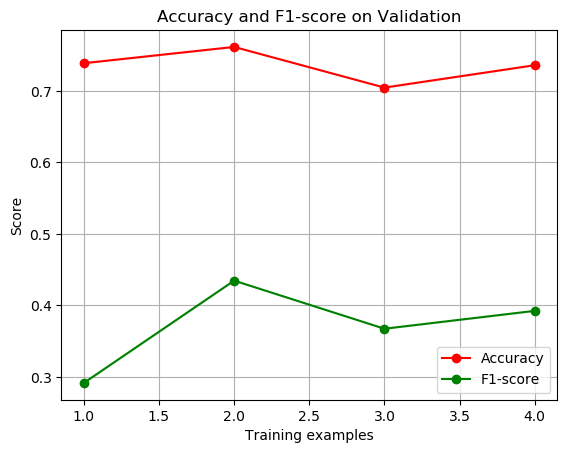 Accuracy and F1-score on Validation
Score
0.7
0.6
0.5
0.4
0.3
1.0 1.5 2.0 2.5 3.0 3.5 4.0
Training examples
Accuracy
F1-score